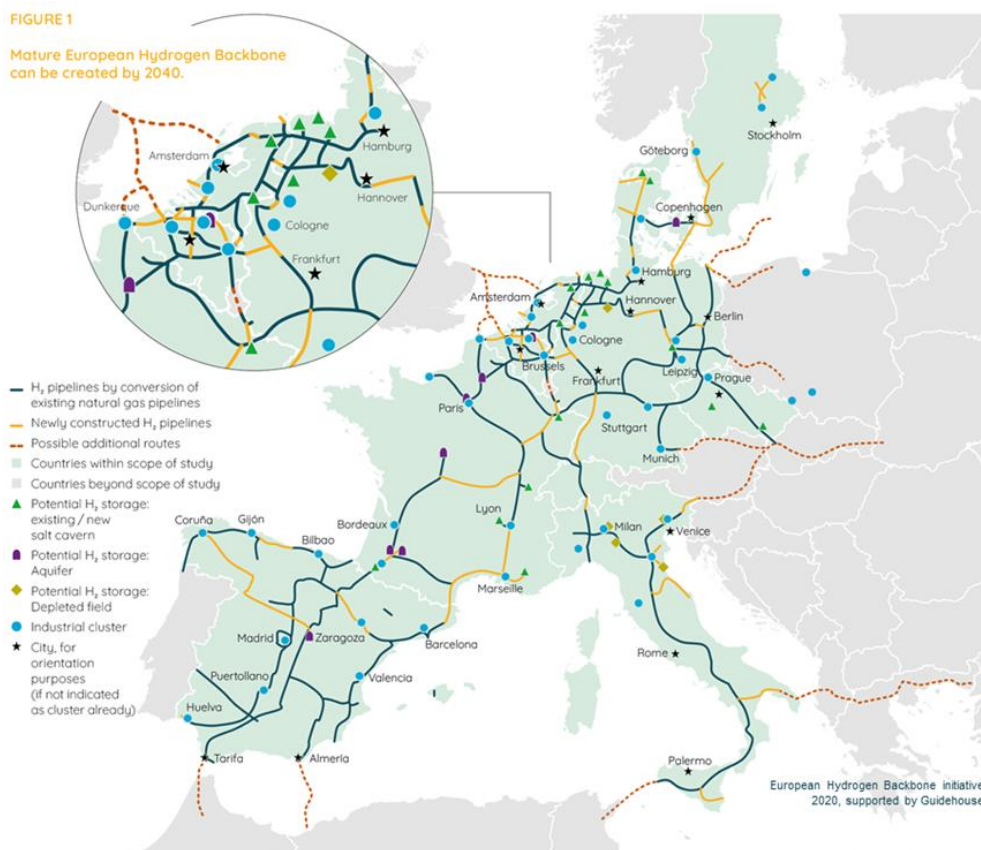 FIGURE 1
Mature European Hydrogen Backbone
can be created by 2040.
Amsterdam
Hamburg
Hannover
Dunkerque
Cologne
Frankfurt
H₂ pipelines by conversion of
existing natural gas pipelines
Newly constructed H₂ pipelines
Possible additional routes
Countries within scope of study
Countries beyond scope of study
Potential H₂ storage:
existing / new
salt cavern
Potential H₂ storage:
Aquifer
Potential H₂ storage:
Depleted field
Industrial cluster
City, for
orientation
purposes
(if not indicated
as cluster already)
Stockholm
Göteborg
Copenhagen
Hamburg
Amsterdam
Hannover
Berlin
Cologne
Brussels
Leipzig
Frankfurt
Prague
Paris
Stuttgart
Munich
Lyon
Milan
Venice
Bordeaux
Coruña
Gijón
Bilbao
Marseille
Madrid
Zaragoza
Barcelona
Rome
Puertollano
Valencia
Huelva
Tarifa
Almería
Palermo
European Hydrogen Backbone initiative
2020, supported by Guidehouse